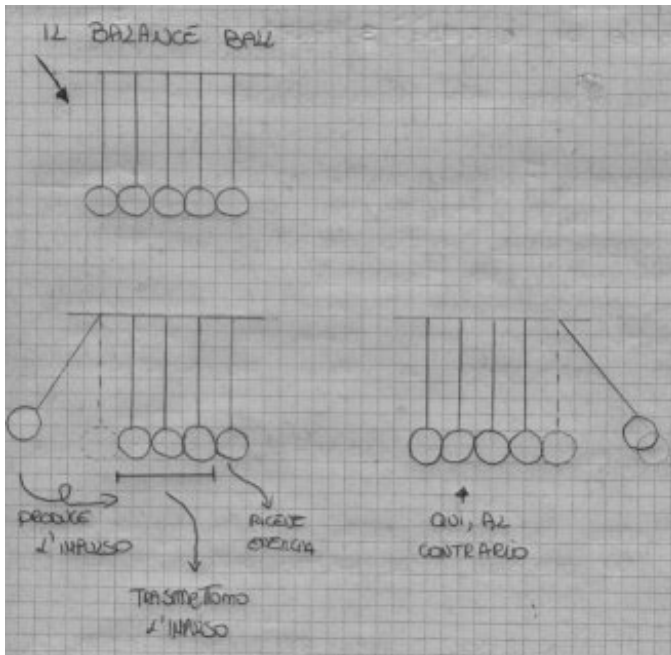 IL BALANCE BALL
PRODUCE
L'IMPULSO
RICEVE
ENERGIA
TRASMETTONO
L'IMPULSO
QUI, AL
CONTRARIO